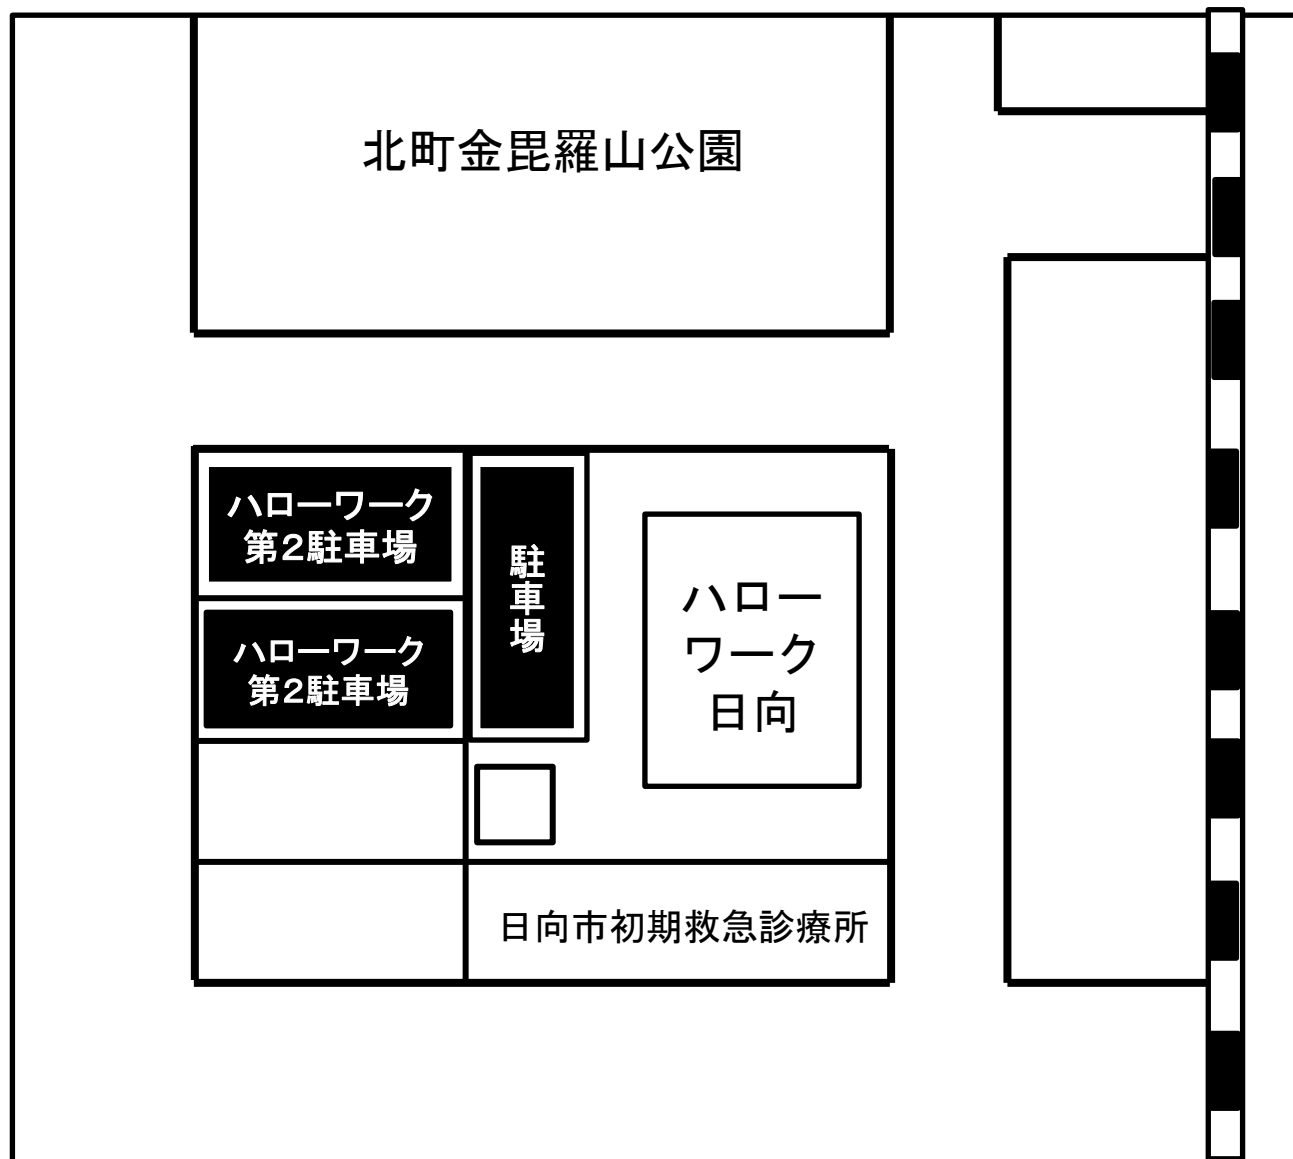 北町金毘羅山公園
ハローワーク
第２駐車場
ハローワーク
第２駐車場
駐車場
ハロー
ワーク
日向
日向市初期救急診療所